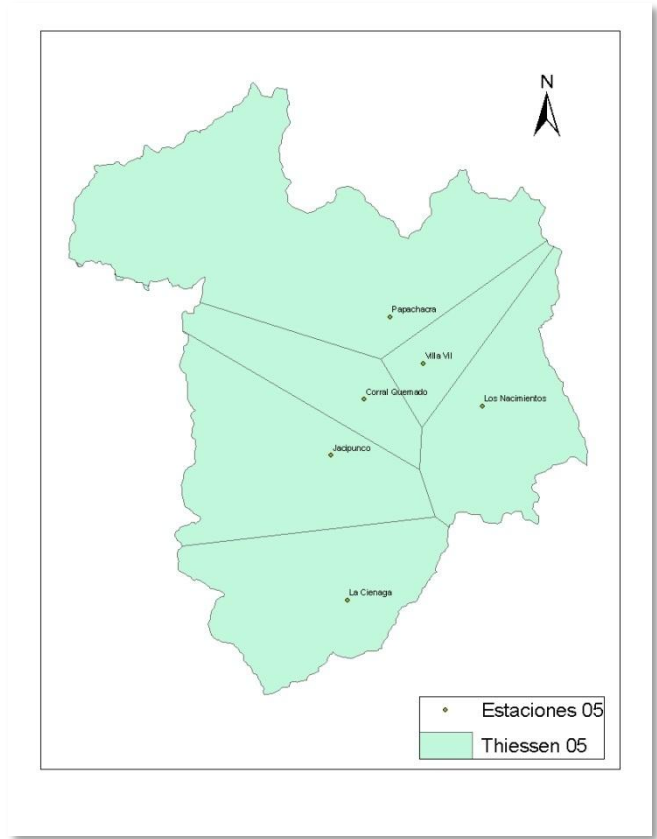 N
Papachacra
Villa Vil
Corral Quemado
Los Nacimientos
Jacipunco
La Cienaga
Estaciones 05
Thiessen 05